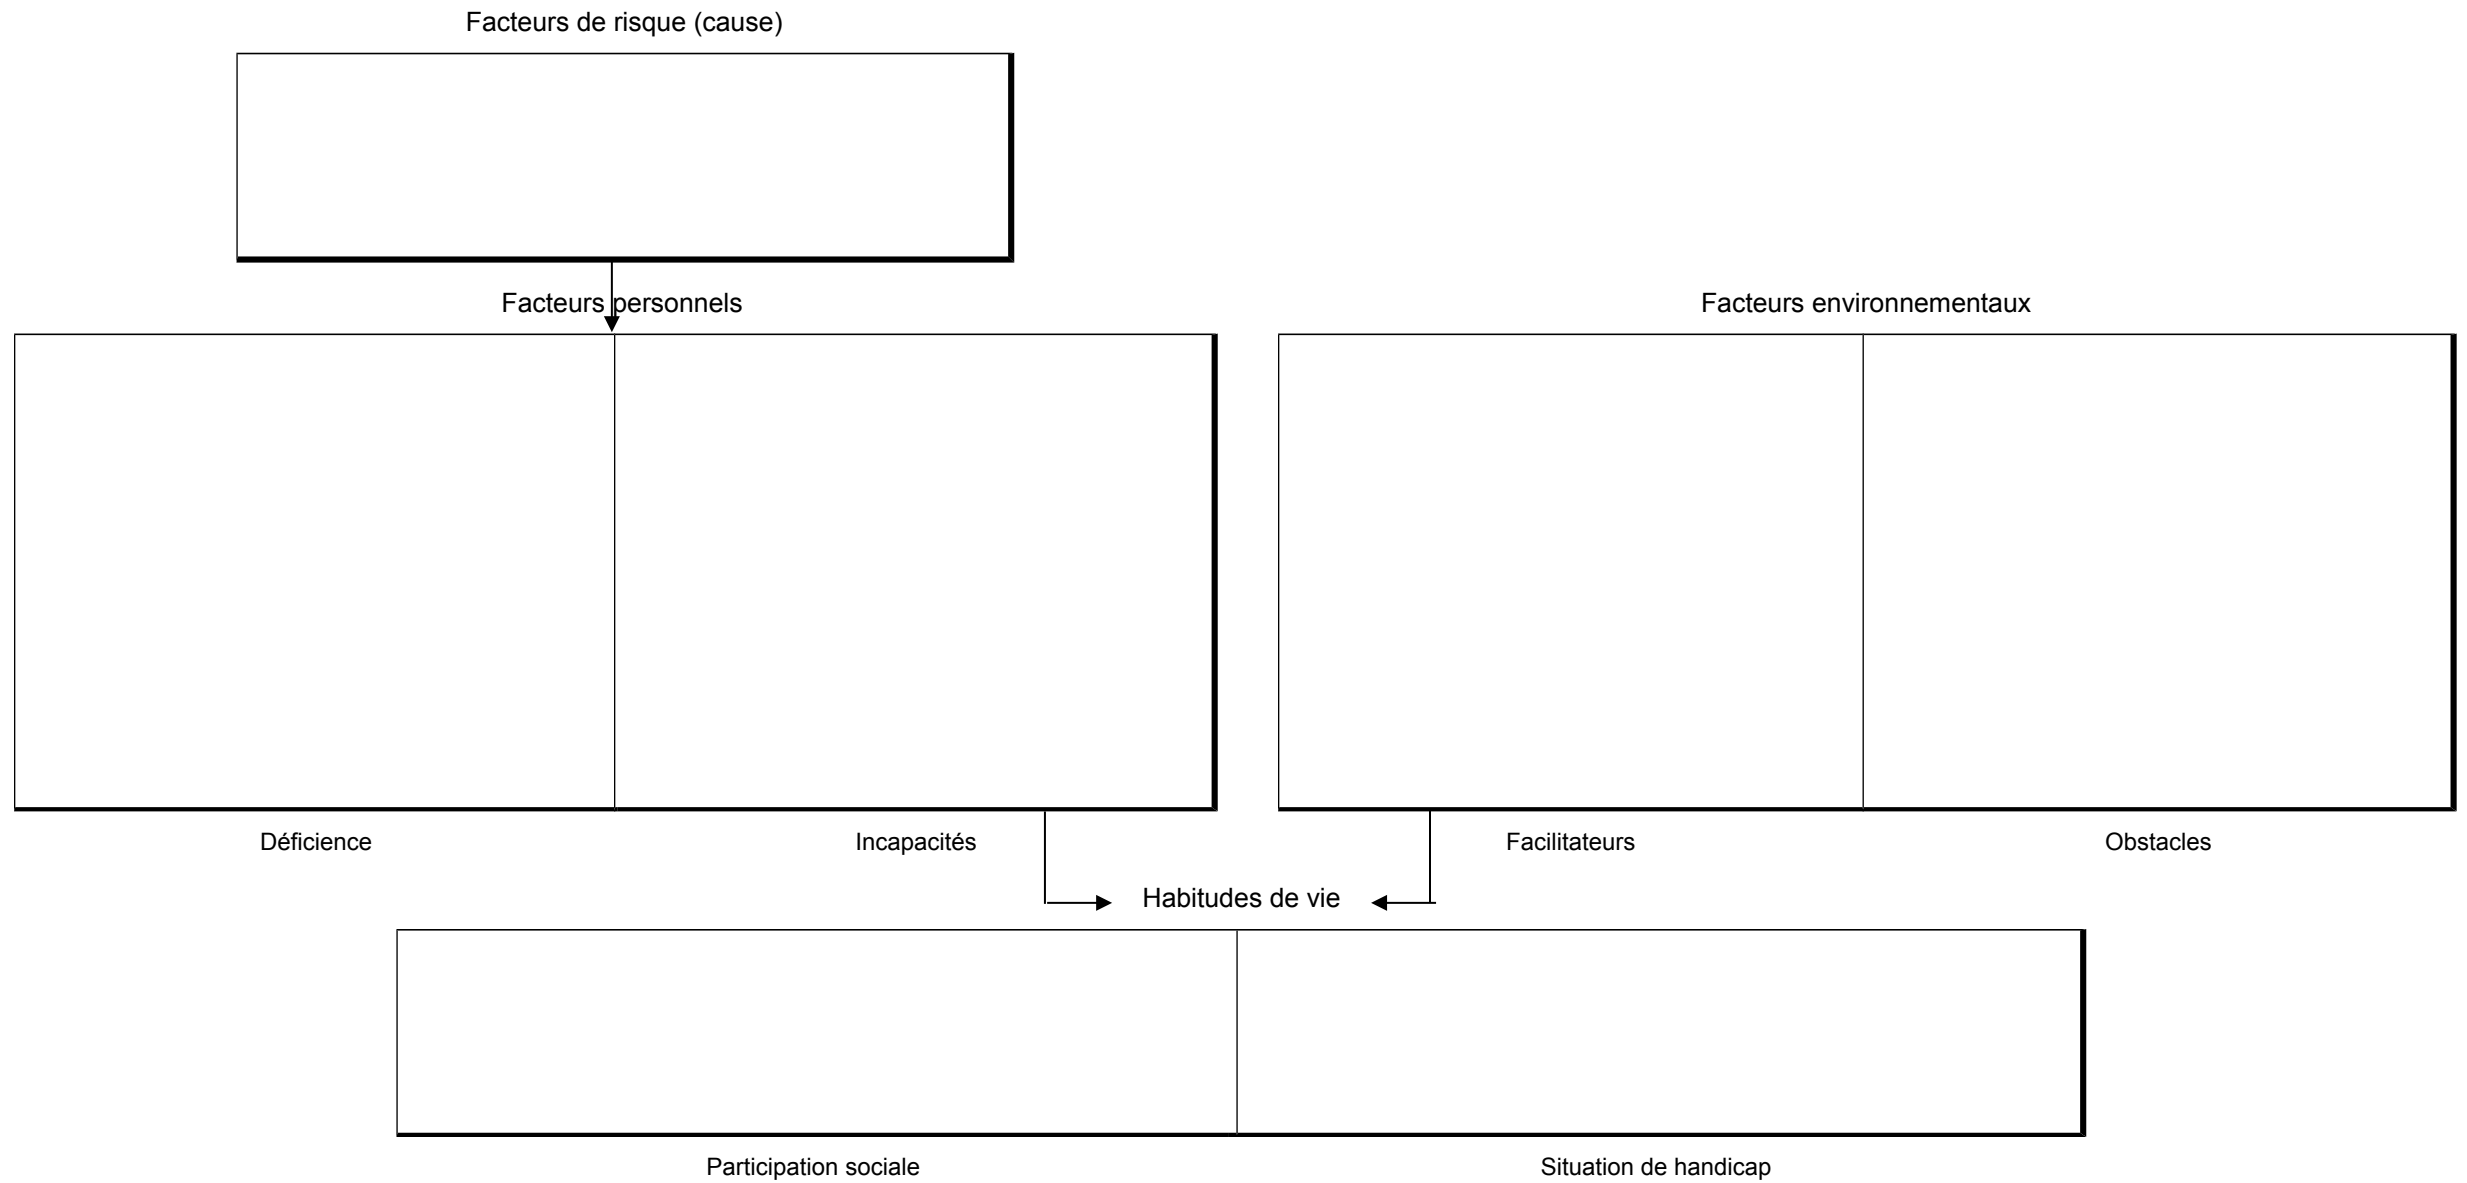 Facteurs de risque (cause)
Facteurs personnels
Facteurs environnementaux
Déficience
Incapacités
Facilitateurs
Obstacles
Habitudes de vie
Participation sociale
Situation de handicap